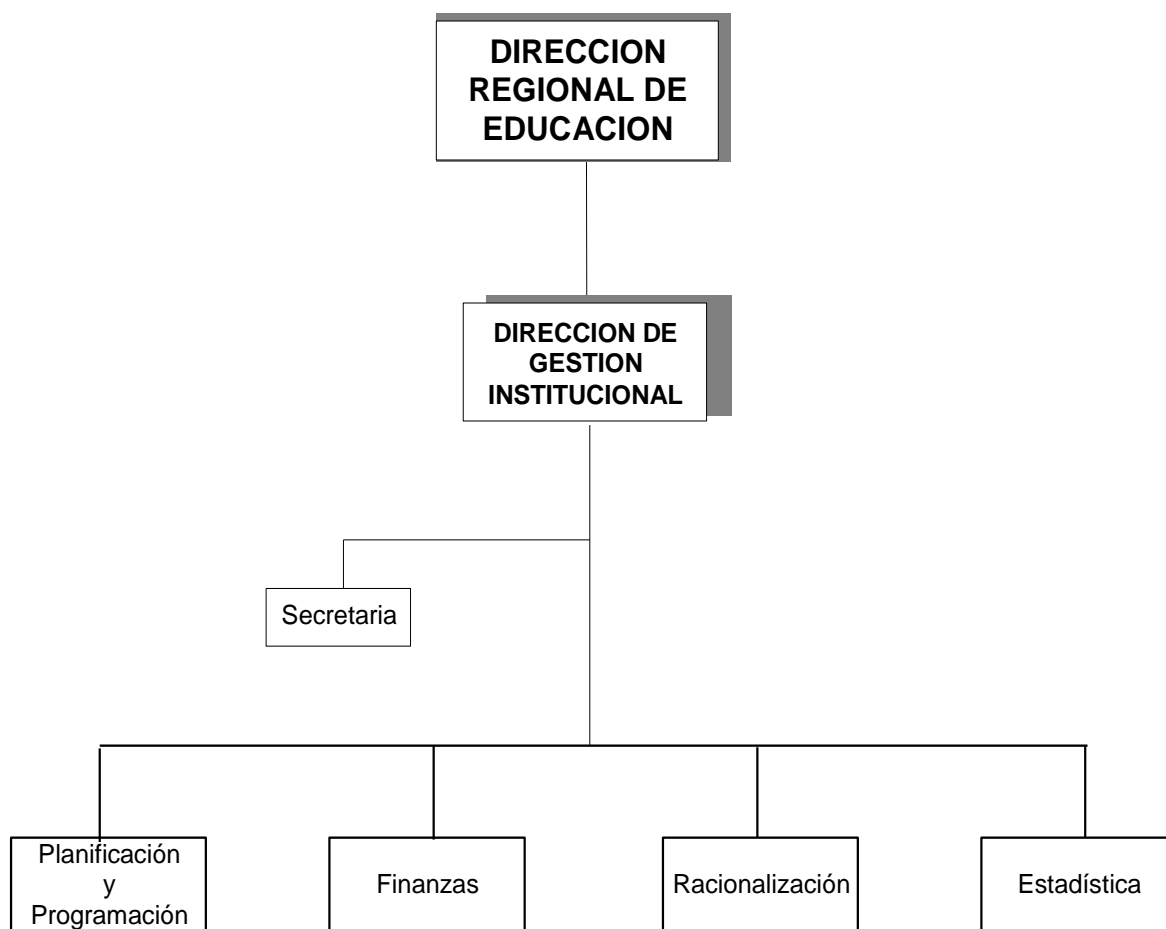 DIRECCION
REGIONAL DE
EDUCACION
DIRECCION DE
GESTION
INSTITUCIONAL
Secretaria
Planificación
y
Programación
Finanzas
Racionalización
Estadística